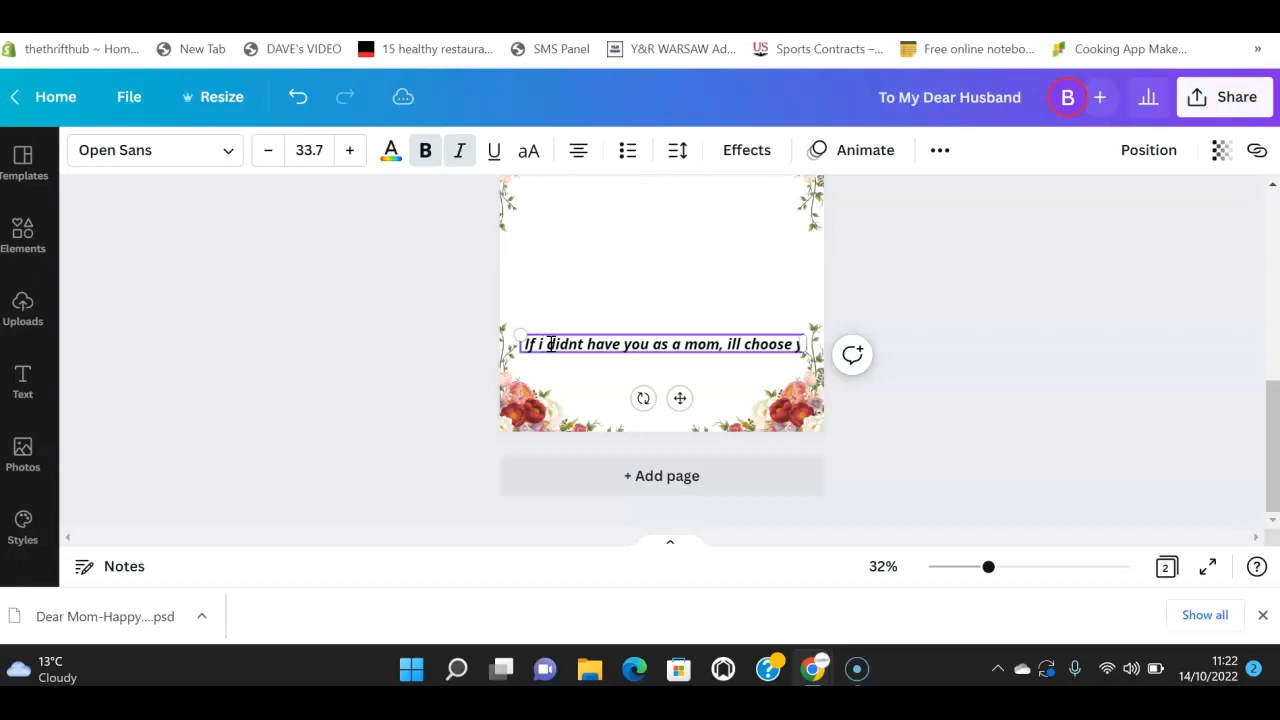 thethrifthub ~ Hom...
New Tab
DAVE's VIDEO
15 healthy restaura...
SMS Panel
Y&R WARSAW Ad...
US
Sports Contracts –...
Free online notebo...
Cooking App Make...
»
Home
File
Resize
To My Dear Husband
B
+
Share
Open Sans
– 33.7 +
A
B
I
U
aA
Effects
Animate
•••
Position
Templates
Elements
Uploads
Text
Photos
Styles
If i didnt have you as a mom, ill choose y
+ Add page
Notes
32%
2
?
Dear Mom-Happy....psd
Show all
13°C
Cloudy
11:22
14/10/2022
2